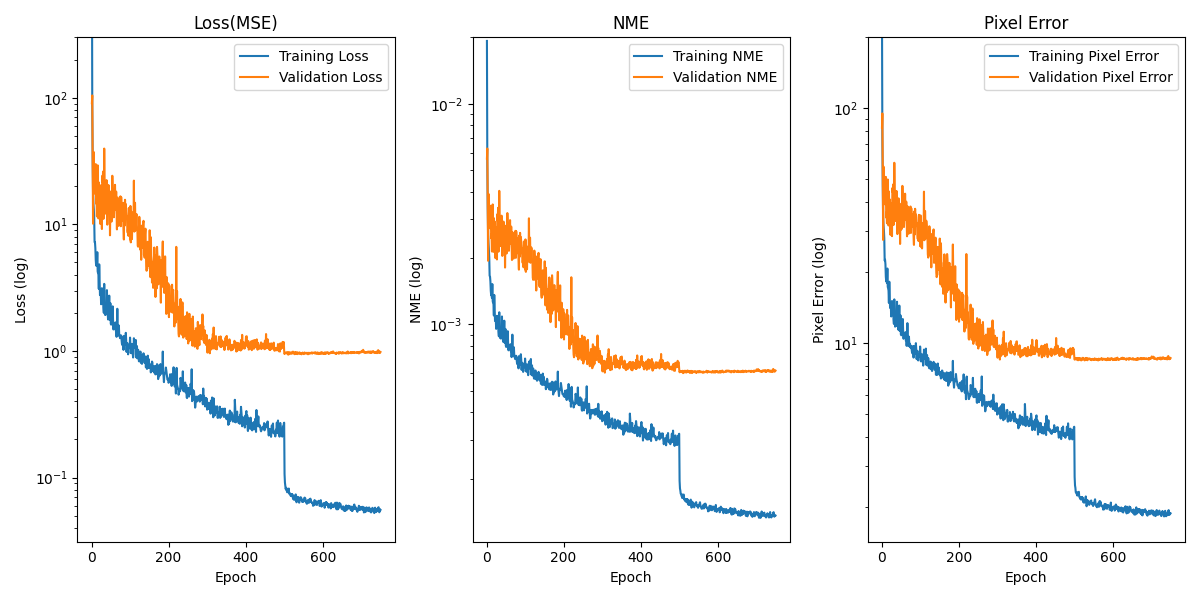 Loss(MSE)
Training Loss
Validation Loss
10²
10¹
10⁰
10⁻¹
Loss (log)
0
200
400
600
Epoch
NME
Training NME
Validation NME
10⁻²
10⁻³
NME (log)
0
200
400
600
Epoch
Pixel Error
Training Pixel Error
Validation Pixel Error
10²
10¹
Pixel Error (log)
0
200
400
600
Epoch